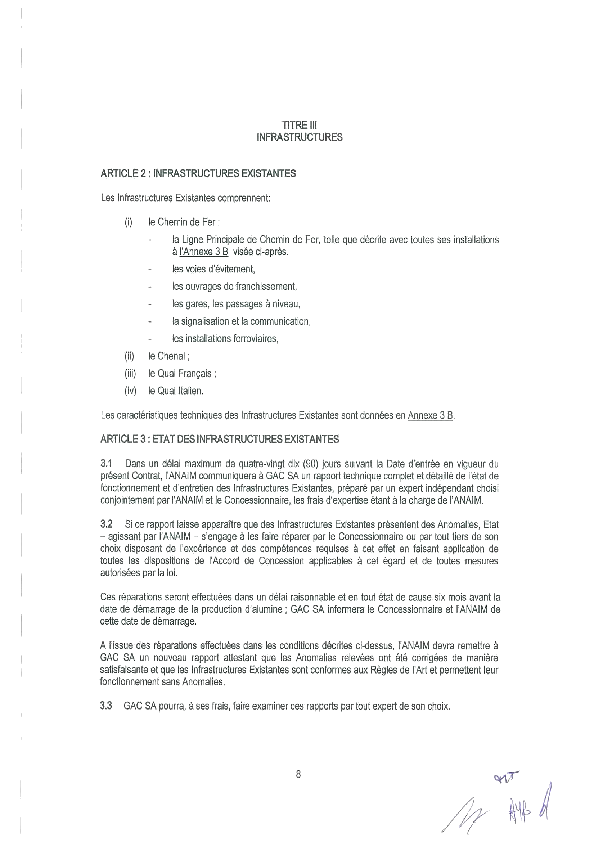 TITRE III
INFRASTRUCTURES
ARTICLE 2 : INFRASTRUCTURES EXISTANTES
Les Infrastructures Existantes comprennent:
(i) le Chemin de Fer :
- la Ligne Principale de Chemin de Fer, telle que décrite avec toutes ses installations
à l'Annexe 3 B visée ci-après.
- les voies d'évitement,
- les ouvrages de franchissement,
- les gares, les passages à niveau,
- la signalisation et la communication,
- les installations ferroviaires,
(ii) le Chenal ;
(iii) le Quai Français ;
(iv) le Quai Italien.
Les caractéristiques techniques des Infrastructures Existantes sont données en Annexe 3 B.
ARTICLE 3 : ETAT DES INFRASTRUCTURES EXISTANTES
3.1 Dans un délai maximum de quatre-vingt dix (90) jours suivant la Date d'entrée en vigueur du
présent Contrat, l'ANAIM communiquera à GAC SA un rapport technique complet et détaillé de l'état de
fonctionnement et d'entretien des Infrastructures Existantes, préparé par un expert indépendant choisi
conjointement par l'ANAIM et le Concessionnaire, les frais d'expertise étant à la charge de l'ANAIM.
3.2 Si ce rapport laisse apparaître que des Infrastructures Existantes présentent des Anomalies, Etat
– agissant par l'ANAIM – s'engage à les faire réparer par le Concessionnaire ou par tout tiers de son
choix disposant de l'expérience et des compétences requises à cet effet en faisant application de
toutes les dispositions de l'Accord de Concession applicables à cet égard et de toutes mesures
autorisées par la loi.
Ces réparations seront effectuées dans un délai raisonnable et en tout état de cause six mois avant la
date de démarrage de la production d'alumine ; GAC SA informera le Concessionnaire et l'ANAIM de
cette date de démarrage.
A l'issue des réparations effectuées dans les conditions décrites ci-dessus, l'ANAIM devra remettre à
GAC SA un nouveau rapport attestant que les Anomalies relevées ont été corrigées de manière
satisfaisante et que les Infrastructures Existantes sont conformes aux Règles de l'Art et permettent leur
fonctionnement sans Anomalies.
3.3 GAC SA pourra, à ses frais, faire examiner ces rapports par tout expert de son choix.
8